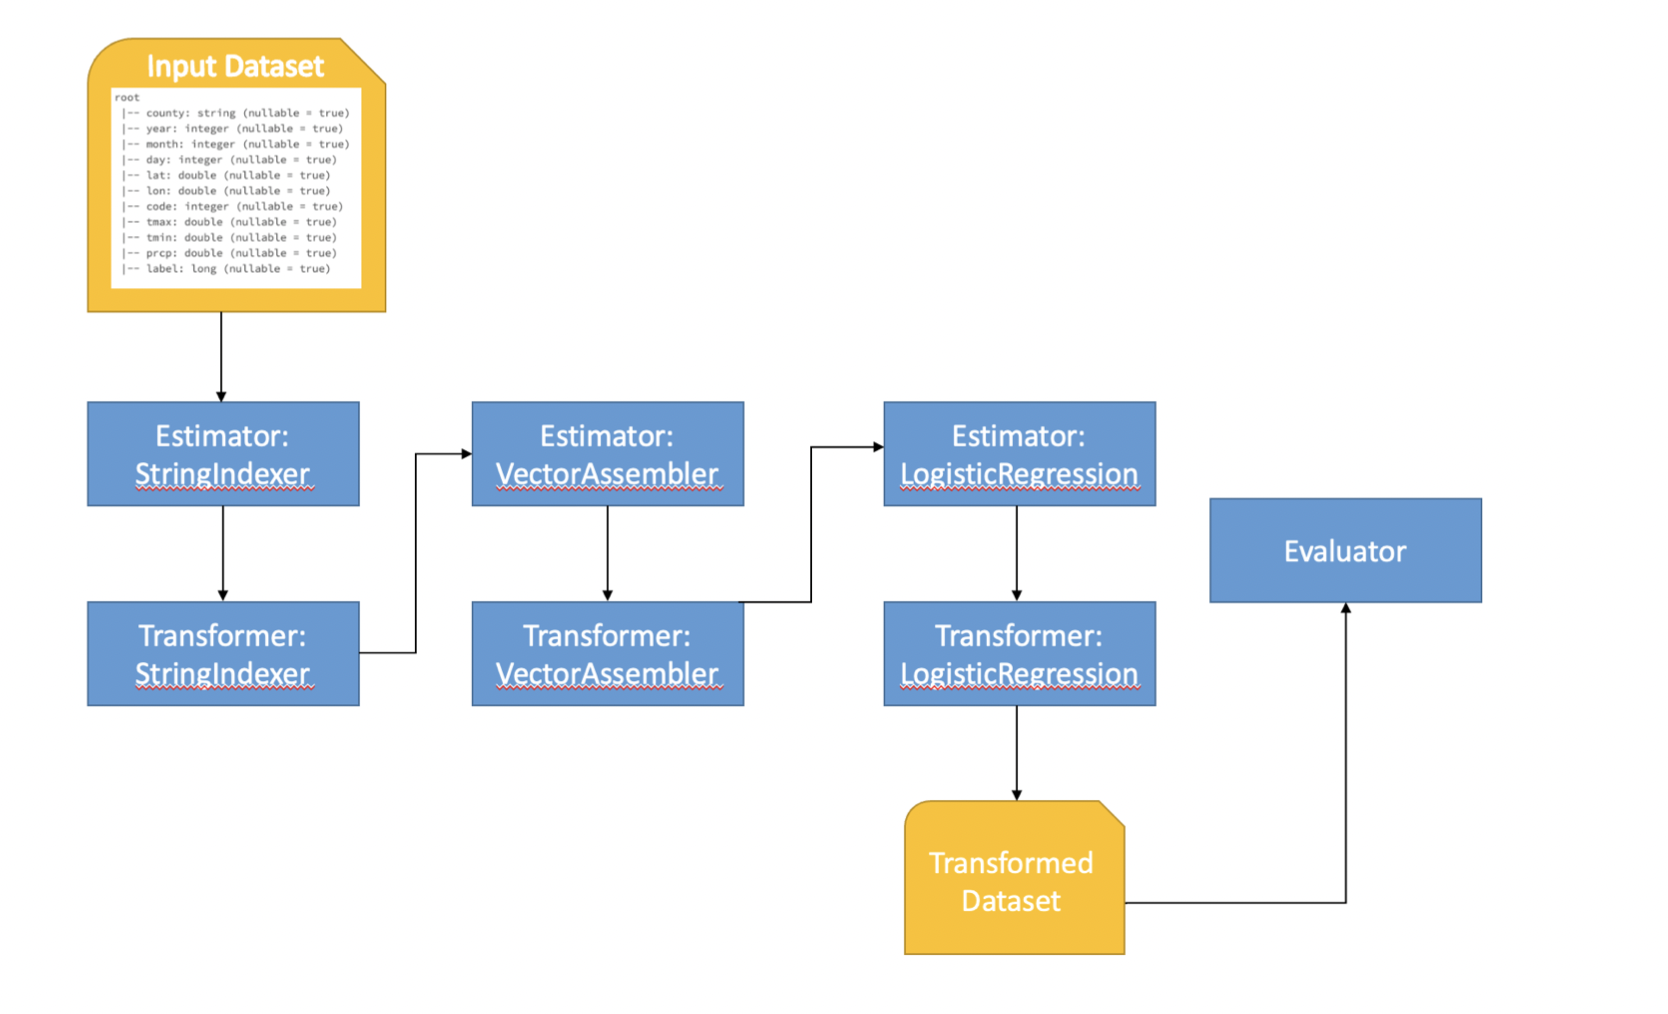 Input Dataset
root
|-- county: string (nullable = true)
|-- year: integer (nullable = true)
|-- month: integer (nullable = true)
|-- day: integer (nullable = true)
|-- lat: double (nullable = true)
|-- lon: double (nullable = true)
|-- code: integer (nullable = true)
|-- tmax: double (nullable = true)
|-- tmin: double (nullable = true)
|-- prcp: double (nullable = true)
|-- label: long (nullable = true)
Estimator:
StringIndexer
Estimator:
VectorAssembler
Estimator:
LogisticRegression
Evaluator
Transformer:
StringIndexer
Transformer:
VectorAssembler
Transformer:
LogisticRegression
Transformed
Dataset